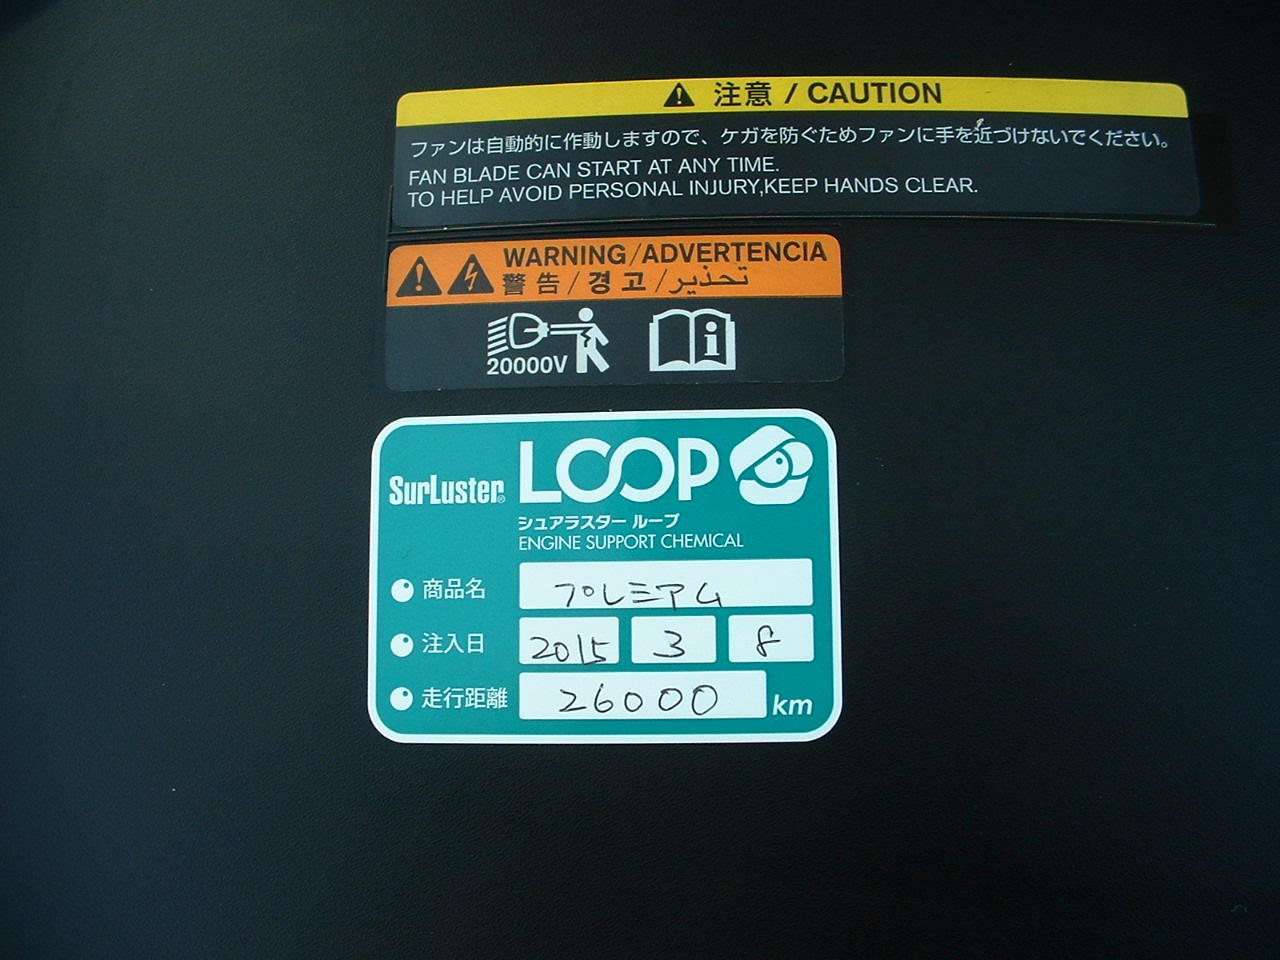 注意 / CAUTION
ファンは自動的に作動しますので、ケガを防ぐためファンに手を近づけないでください。
FAN BLADE CAN START AT ANY TIME.
TO HELP AVOID PERSONAL INJURY,KEEP HANDS CLEAR.
WARNING/ADVERTENCIA
警告/경고/تحذير
20000V
SurLuster® LOOP
シュアラスター ループ
ENGINE SUPPORT CHEMICAL
商品名 プレミアム
注入日 2015 3 8
走行距離 26000 km